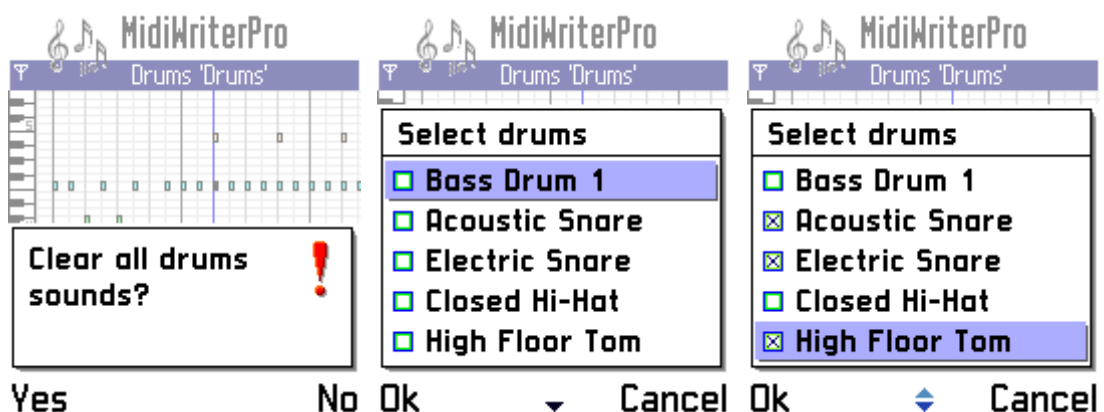 MidiWriterPro
Drums 'Drums'
Clear all drums
sounds?
Yes No
MidiWriterPro
Drums 'Drums'
Select drums
Bass Drum 1
Acoustic Snare
Electric Snare
Closed Hi-Hat
High Floor Tom
Ok Cancel
MidiWriterPro
Drums 'Drums'
Select drums
Bass Drum 1
Acoustic Snare
Electric Snare
Closed Hi-Hat
High Floor Tom
Ok Cancel